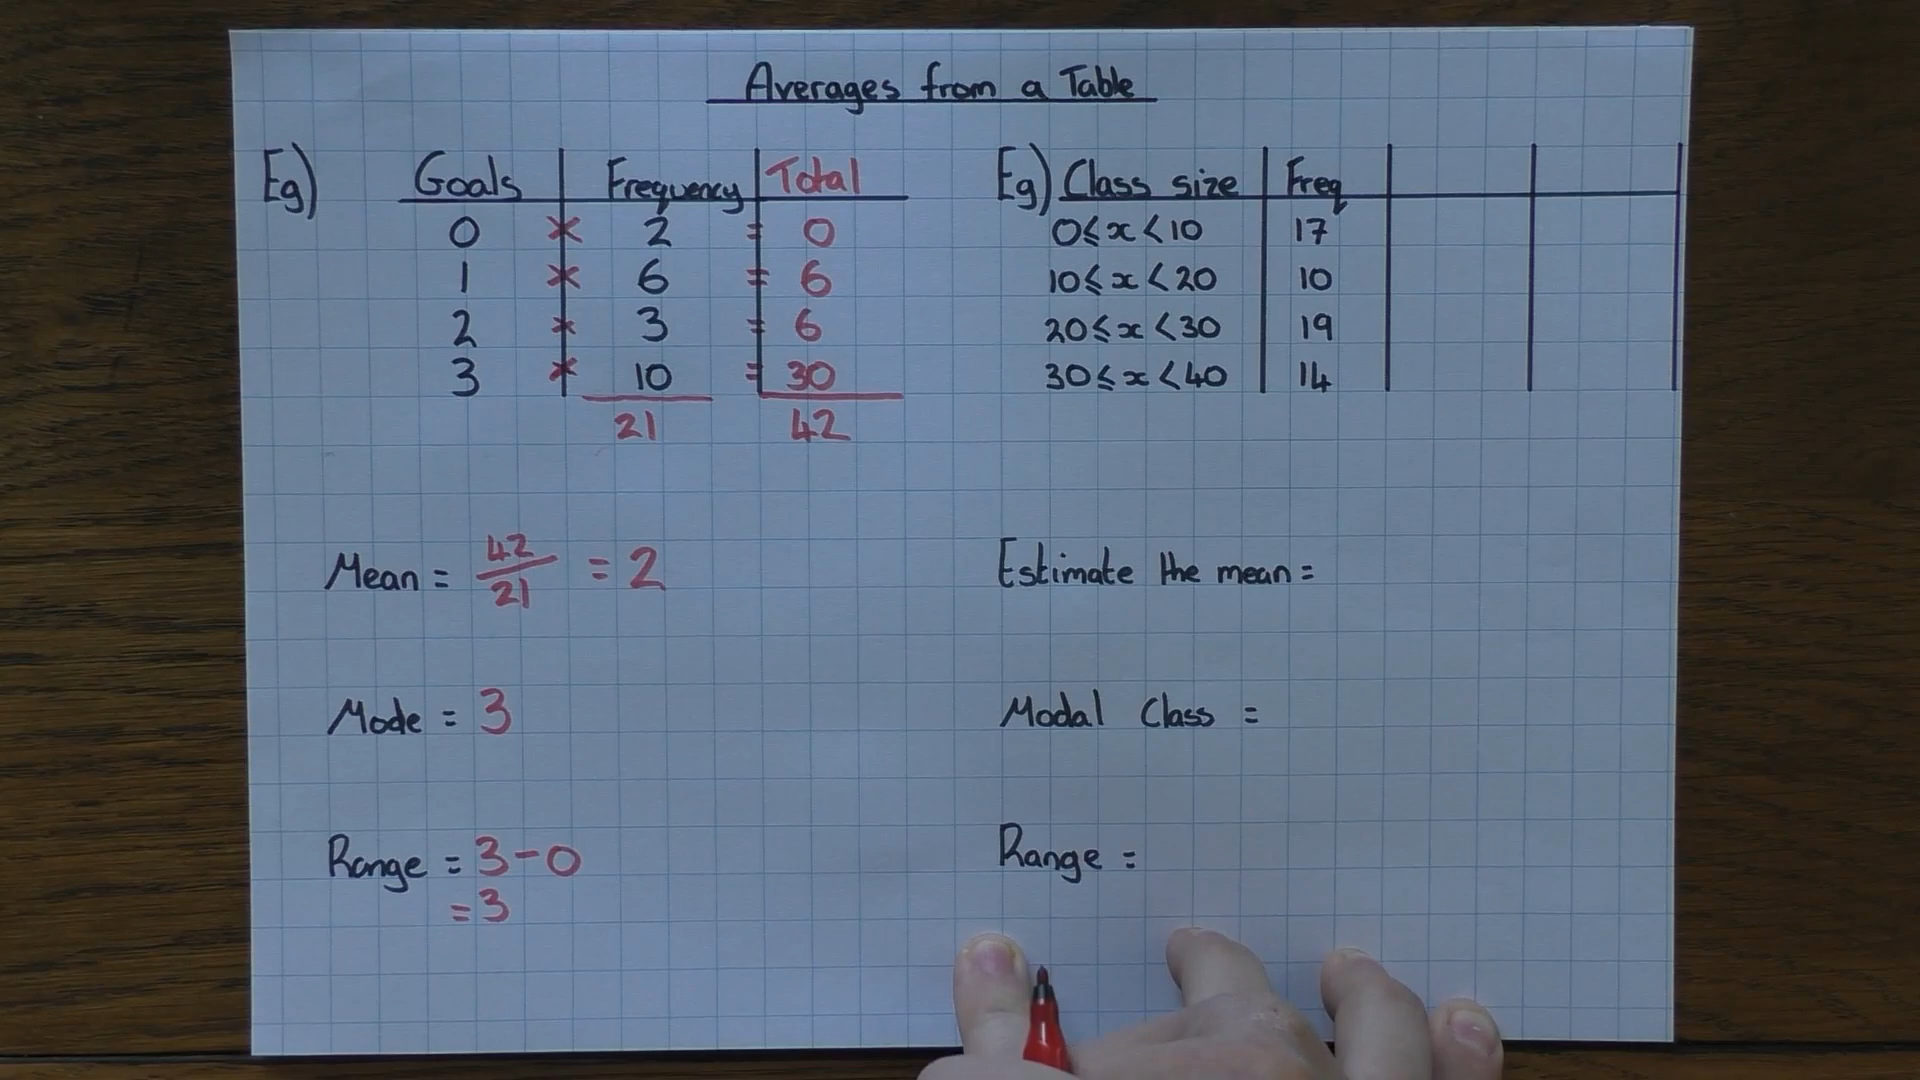 Averages from a Table
Eg)
Goals Frequency Total
0 × 2 = 0
1 × 6 = 6
2 × 3 = 6
3 × 10 = 30
21 42
Mean = 42/21 = 2
Mode = 3
Range = 3-0
=3
Eg) Class size Freq
0⩽x<10 17
10⩽x<20 10
20⩽x<30 19
30⩽x<40 14
Estimate the mean=
Modal Class =
Range =